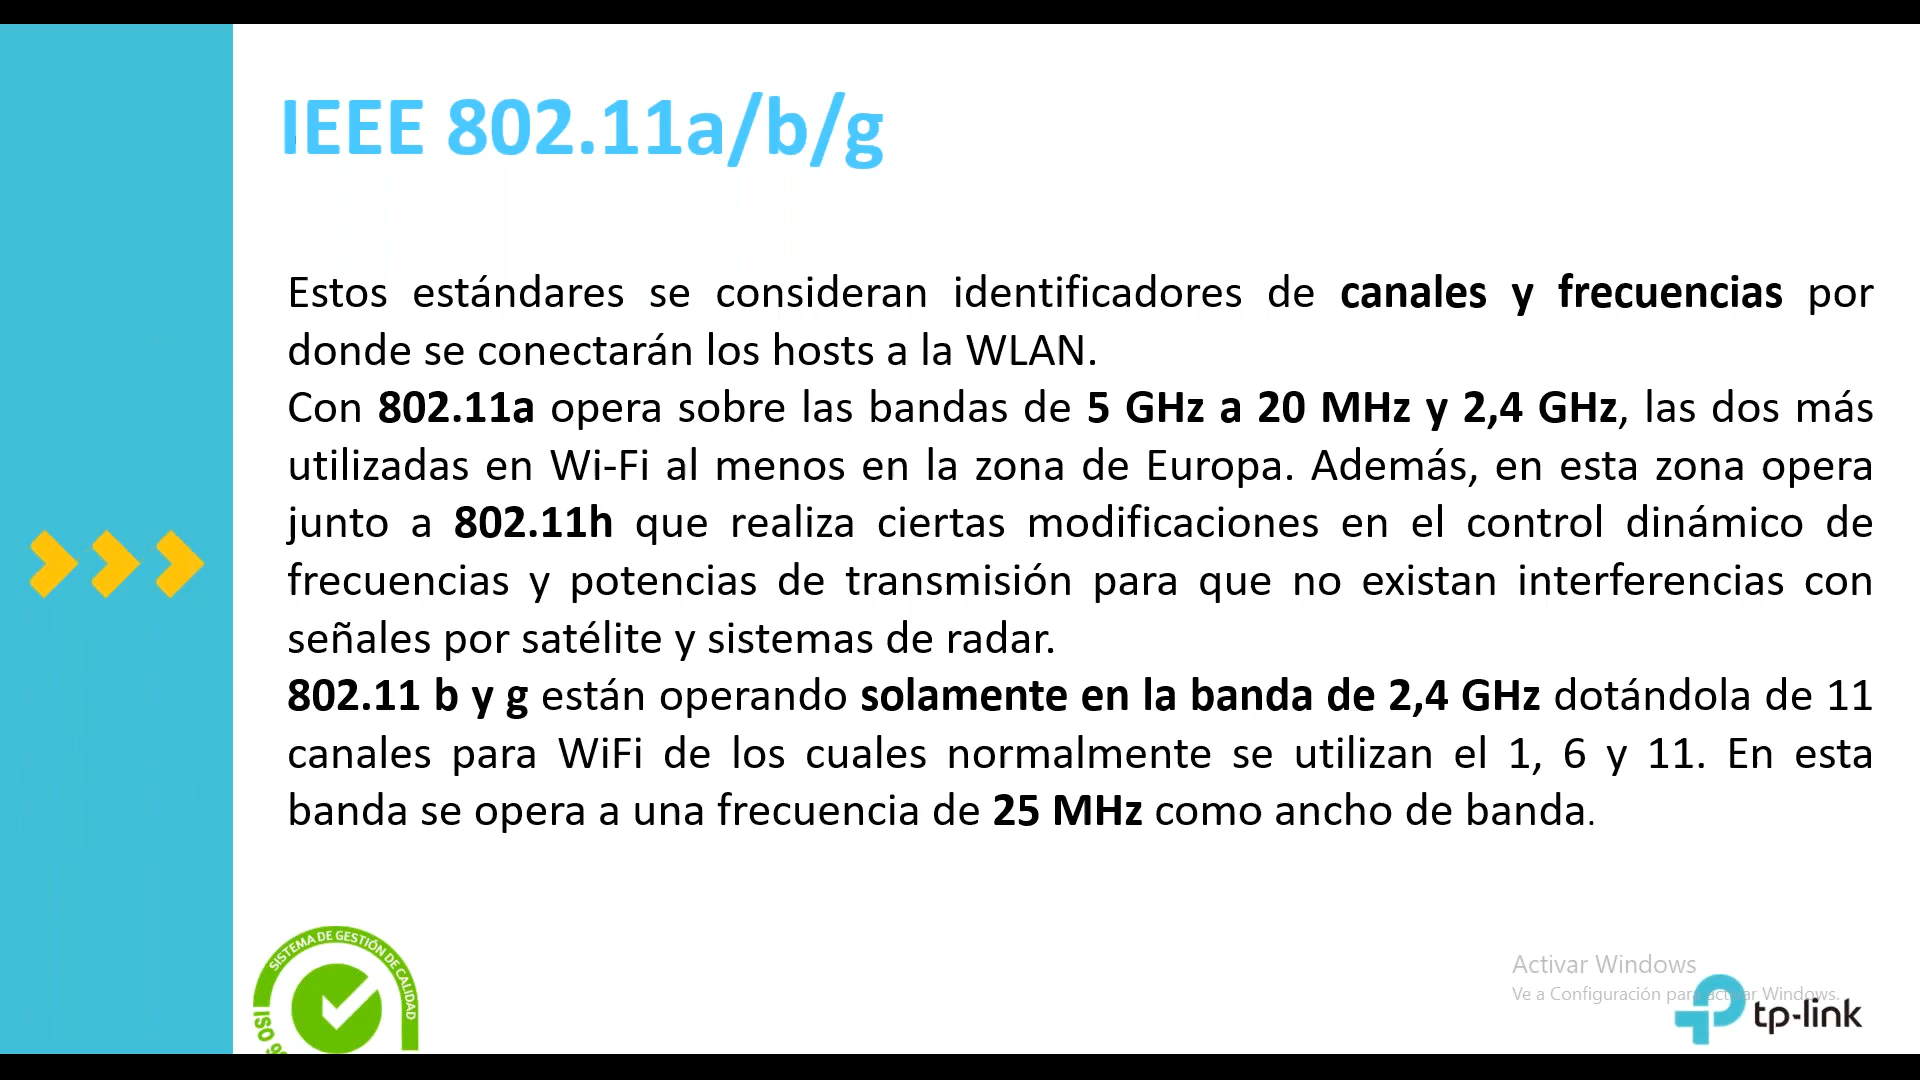 IEEE 802.11a/b/g
Estos estándares se consideran identificadores de canales y frecuencias por
donde se conectarán los hosts a la WLAN.
Con 802.11a opera sobre las bandas de 5 GHz a 20 MHz y 2,4 GHz, las dos más
utilizadas en Wi-Fi al menos en la zona de Europa. Además, en esta zona opera
junto a 802.11h que realiza ciertas modificaciones en el control dinámico de
frecuencias y potencias de transmisión para que no existan interferencias con
señales por satélite y sistemas de radar.
802.11 b y g están operando solamente en la banda de 2,4 GHz dotándola de 11
canales para WiFi de los cuales normalmente se utilizan el 1, 6 y 11. En esta
banda se opera a una frecuencia de 25 MHz como ancho de banda.
SISTEMA DE GESTIÓN DE CALIDAD
ISO
Activar Windows
Ve a Configuración para activar Windows.
tp-link